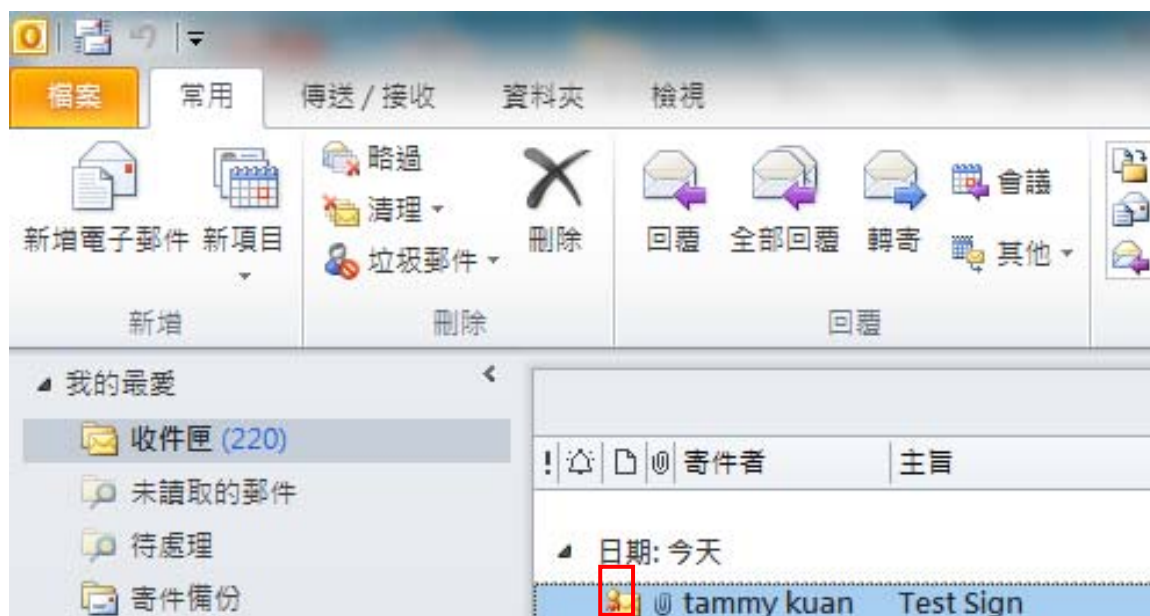 檔案 常用 傳送 / 接收 資料夾 檢視
略過
清理
垃圾郵件
新增電子郵件 新項目 刪除 回覆 全部回覆 轉寄 會議
其他
新增 刪除 回覆
我的最愛
收件匣 (220)
未讀取的郵件
待處理
寄件備份
! 寄件者 主旨
日期: 今天
tammy kuan Test Sign